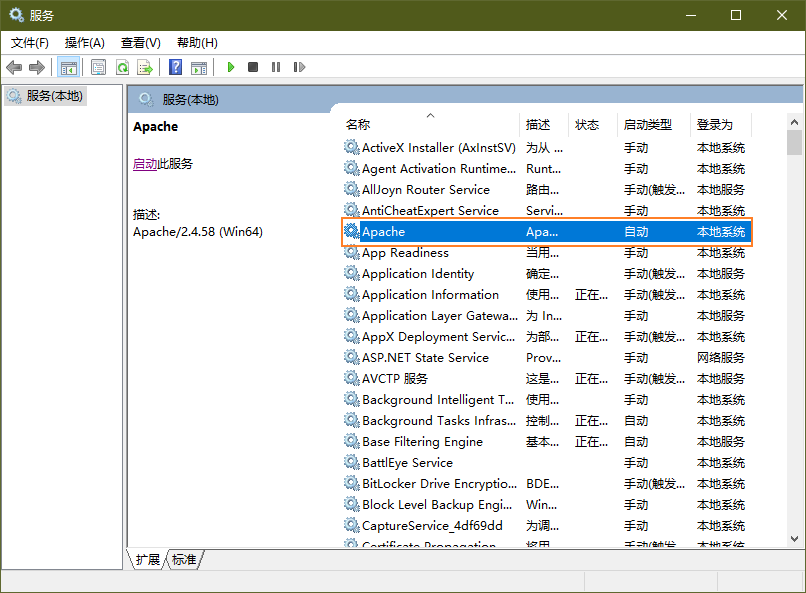 服务
文件(F) 操作(A) 查看(V) 帮助(H)
服务(本地)
服务(本地)
Apache
启动此服务
描述:
Apache/2.4.58 (Win64)
名称 描述 状态 启动类型 登录为
ActiveX Installer (AxInstSV) 为从 ... 手动 本地系统
Agent Activation Runtime... Runt... 手动 本地系统
AllJoyn Router Service 路由... 手动(触发... 本地服务
AntiCheatExpert Service Servi... 手动 本地系统
Apache Apa... 自动 本地系统
App Readiness 当用... 手动 本地系统
Application Identity 确定... 手动(触发... 本地服务
Application Information 使用... 正在... 手动(触发... 本地系统
Application Layer Gatewa... 为 In... 手动 本地服务
AppX Deployment Servic... 为部... 正在... 手动(触发... 本地系统
ASP.NET State Service Prov... 手动 网络服务
AVCTP 服务 这是... 正在... 手动(触发... 本地服务
Background Intelligent T... 使用... 手动 本地系统
Background Tasks Infras... 控制... 正在... 自动 本地系统
Base Filtering Engine 基本... 正在... 自动 本地服务
BattlEye Service 手动 本地系统
BitLocker Drive Encryptio... BDE... 手动(触发... 本地系统
Block Level Backup Engi... Win... 手动 本地系统
CaptureService_4df69dd 为调... 手动 本地系统
Certificate Propagation 将用... 手动(触发... 本地系统
扩展 标准